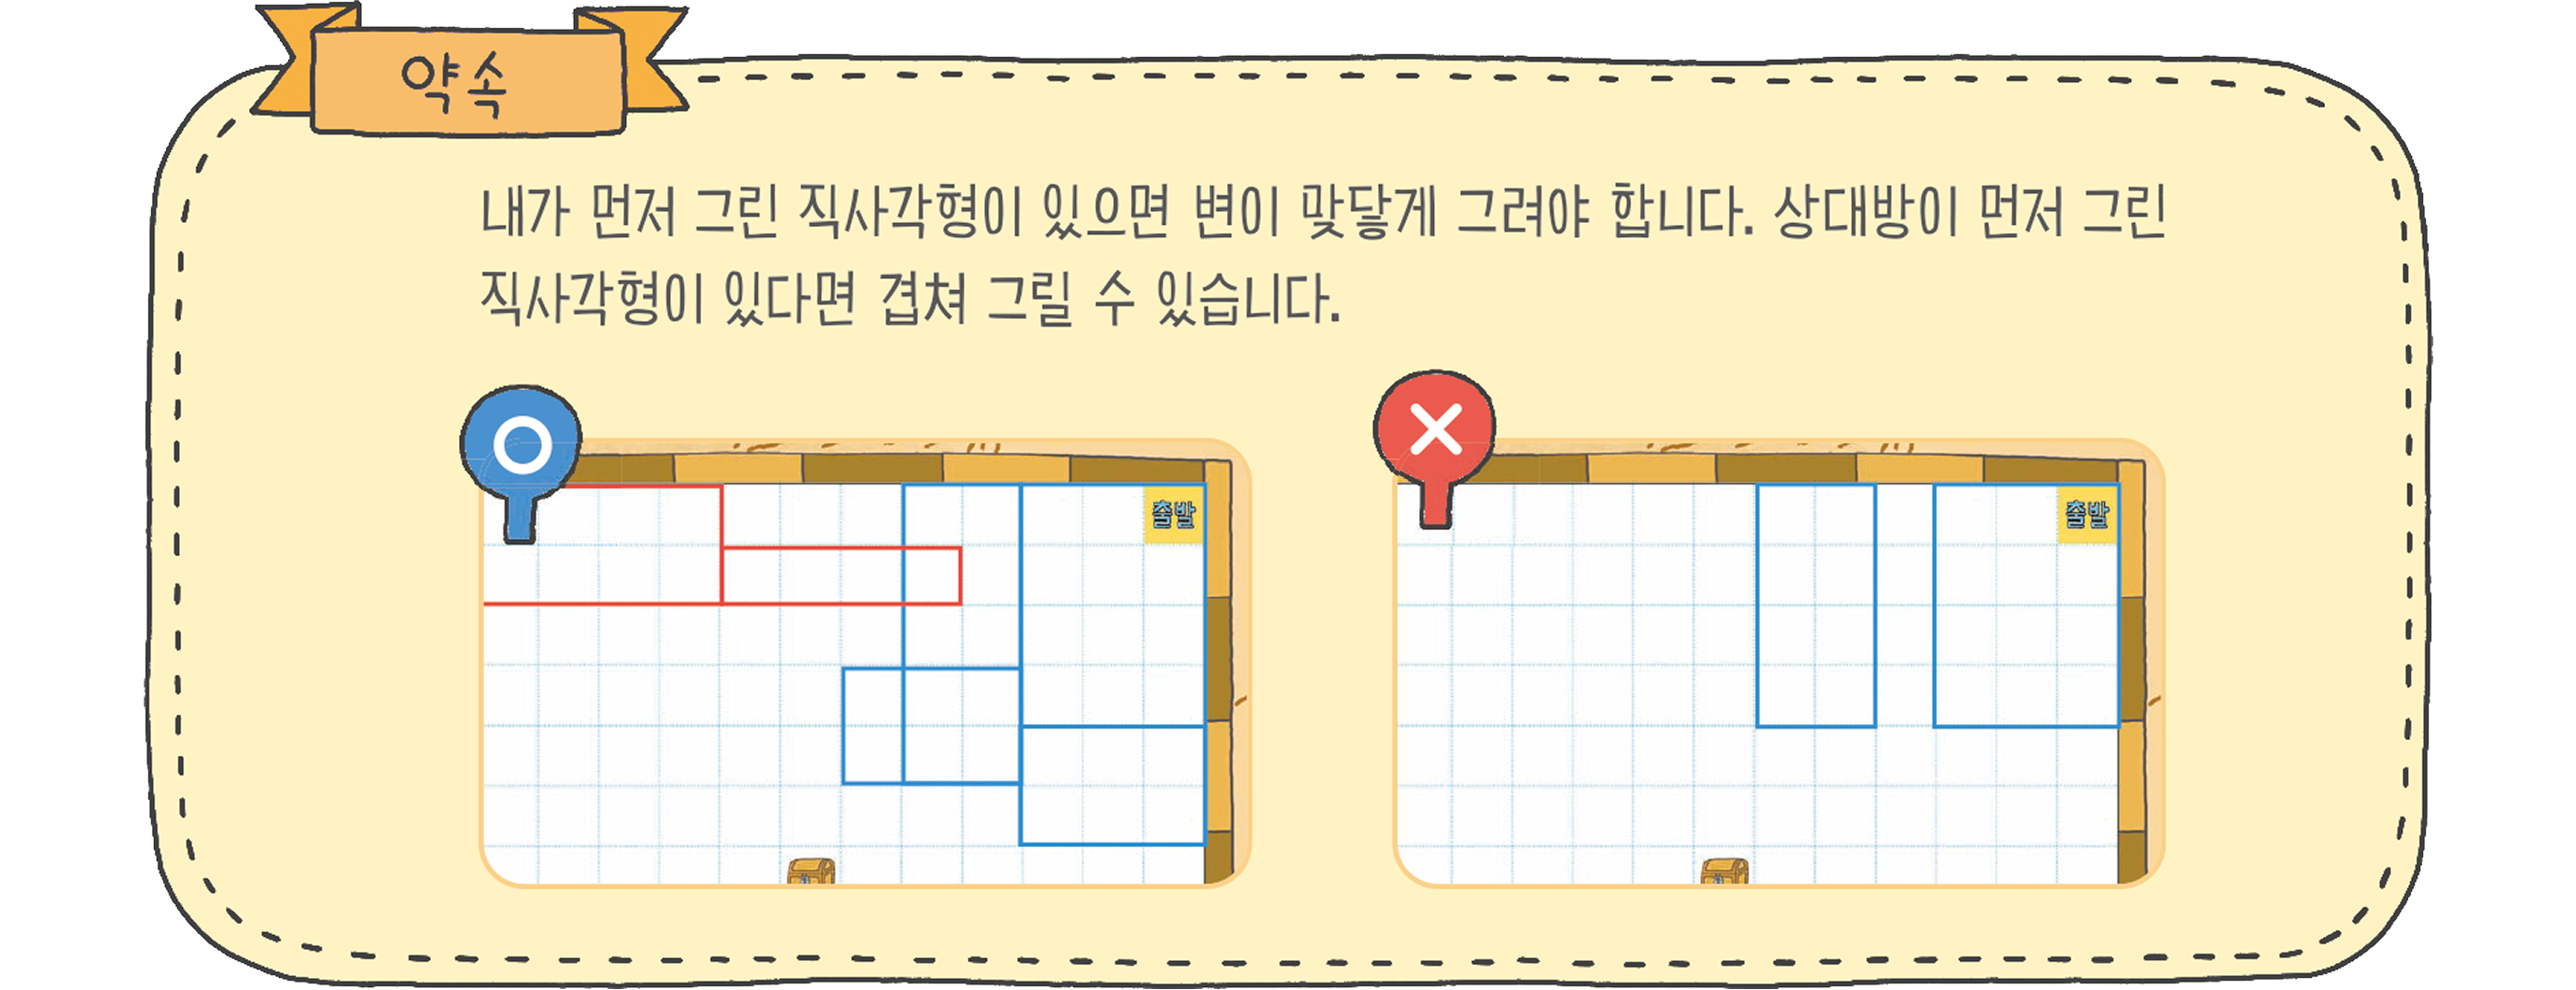 약속
내가 먼저 그린 직사각형이 있으면 변이 맞닿게 그려야 합니다. 상대방이 먼저 그린
직사각형이 있다면 겹쳐 그릴 수 있습니다.
출발
출발